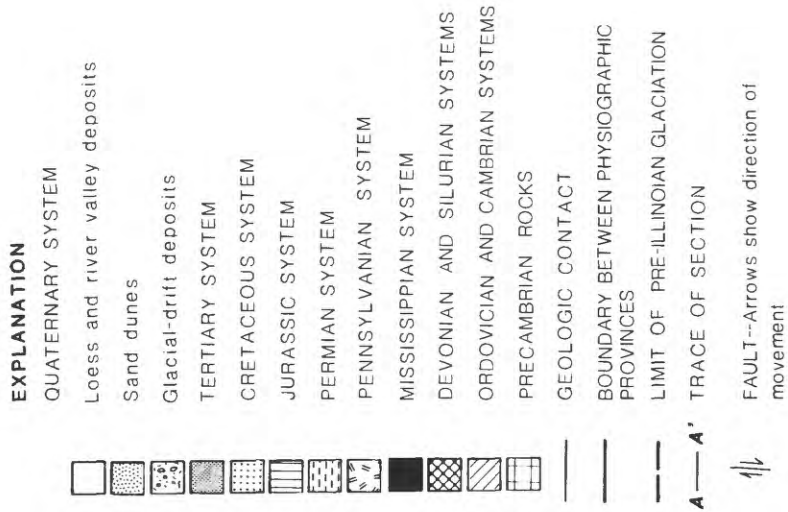 EXPLANATION
QUATERNARY SYSTEM
Loess and river valley deposits
Sand dunes
Glacial-drift deposits
TERTIARY SYSTEM
CRETACEOUS SYSTEM
JURASSIC SYSTEM
PERMIAN SYSTEM
PENNSYLVANIAN SYSTEM
MISSISSIPPIAN SYSTEM
DEVONIAN AND SILURIAN SYSTEMS
ORDOVICIAN AND CAMBRIAN SYSTEMS
PRECAMBRIAN ROCKS
GEOLOGIC CONTACT
BOUNDARY BETWEEN PHYSIOGRAPHIC
PROVINCES
LIMIT OF PRE-ILLINOIAN GLACIATION
A—A' TRACE OF SECTION
FAULT--Arrows show direction of
movement